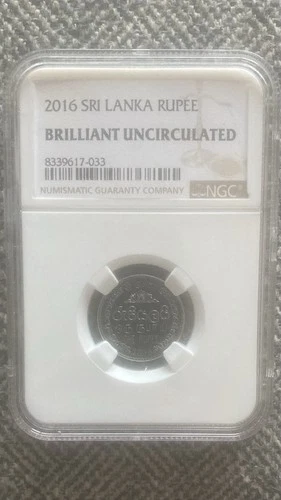 2016 SRI LANKA RUPEE
BRILLIANT UNCIRCULATED
8339617-033
NUMISMATIC GUARANTY COMPANY
NGC